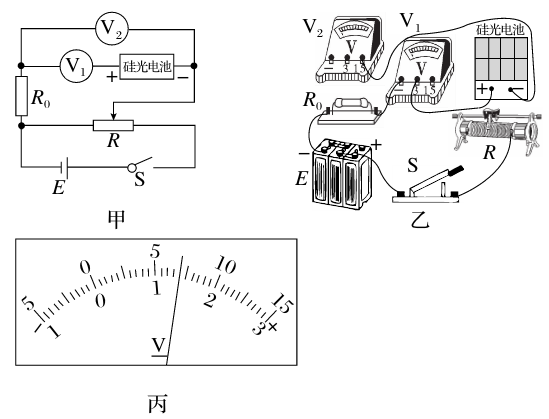 V₂
V₁
+ 硅光电池 −
R₀
R
E
S
甲
V₂
V₁
V
V
− 3 15
− 3 15
硅光电池
+ −
R₀
R
− +
E
S
乙
5 0 5 10 15
− 1 0 1 2 3 +
V
丙